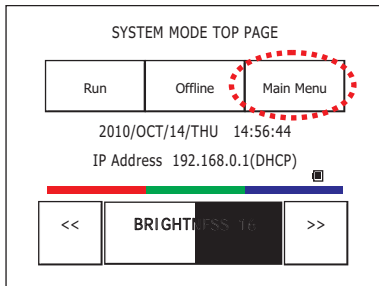 SYSTEM MODE TOP PAGE
Run Offline Main Menu
2010/OCT/14/THU 14:56:44
IP Address 192.168.0.1(DHCP)
<< BRIGHTNESS 16 >>